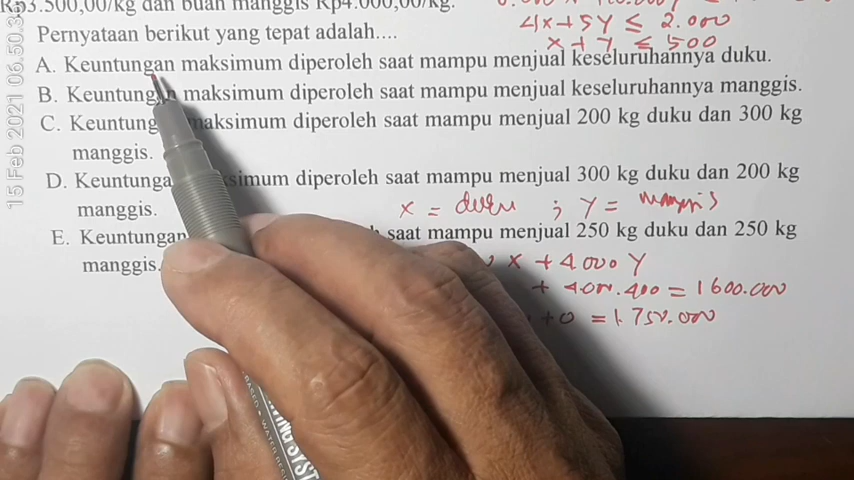 Rp3.500,00/kg dan buah manggis Rp4.000,00/kg.
4x + 5y ≤ 2.000
Pernyataan berikut yang tepat adalah....
x + y ≤ 500
A. Keuntungan maksimum diperoleh saat mampu menjual keseluruhannya duku.
B. Keuntungan maksimum diperoleh saat mampu menjual keseluruhannya manggis.
C. Keuntung maksimum diperoleh saat mampu menjual 200 kg duku dan 300 kg
manggis.
D. Keuntunga simum diperoleh saat mampu menjual 300 kg duku dan 200 kg
manggis.
x = duku ; y = manggis
E. Keuntungan saat mampu menjual 250 kg duku dan 250 kg
manggis.
x + 4000 y
+ 4000.400 = 1600.000
+0 = 1.750.000
15 Feb 2021 06.50.3